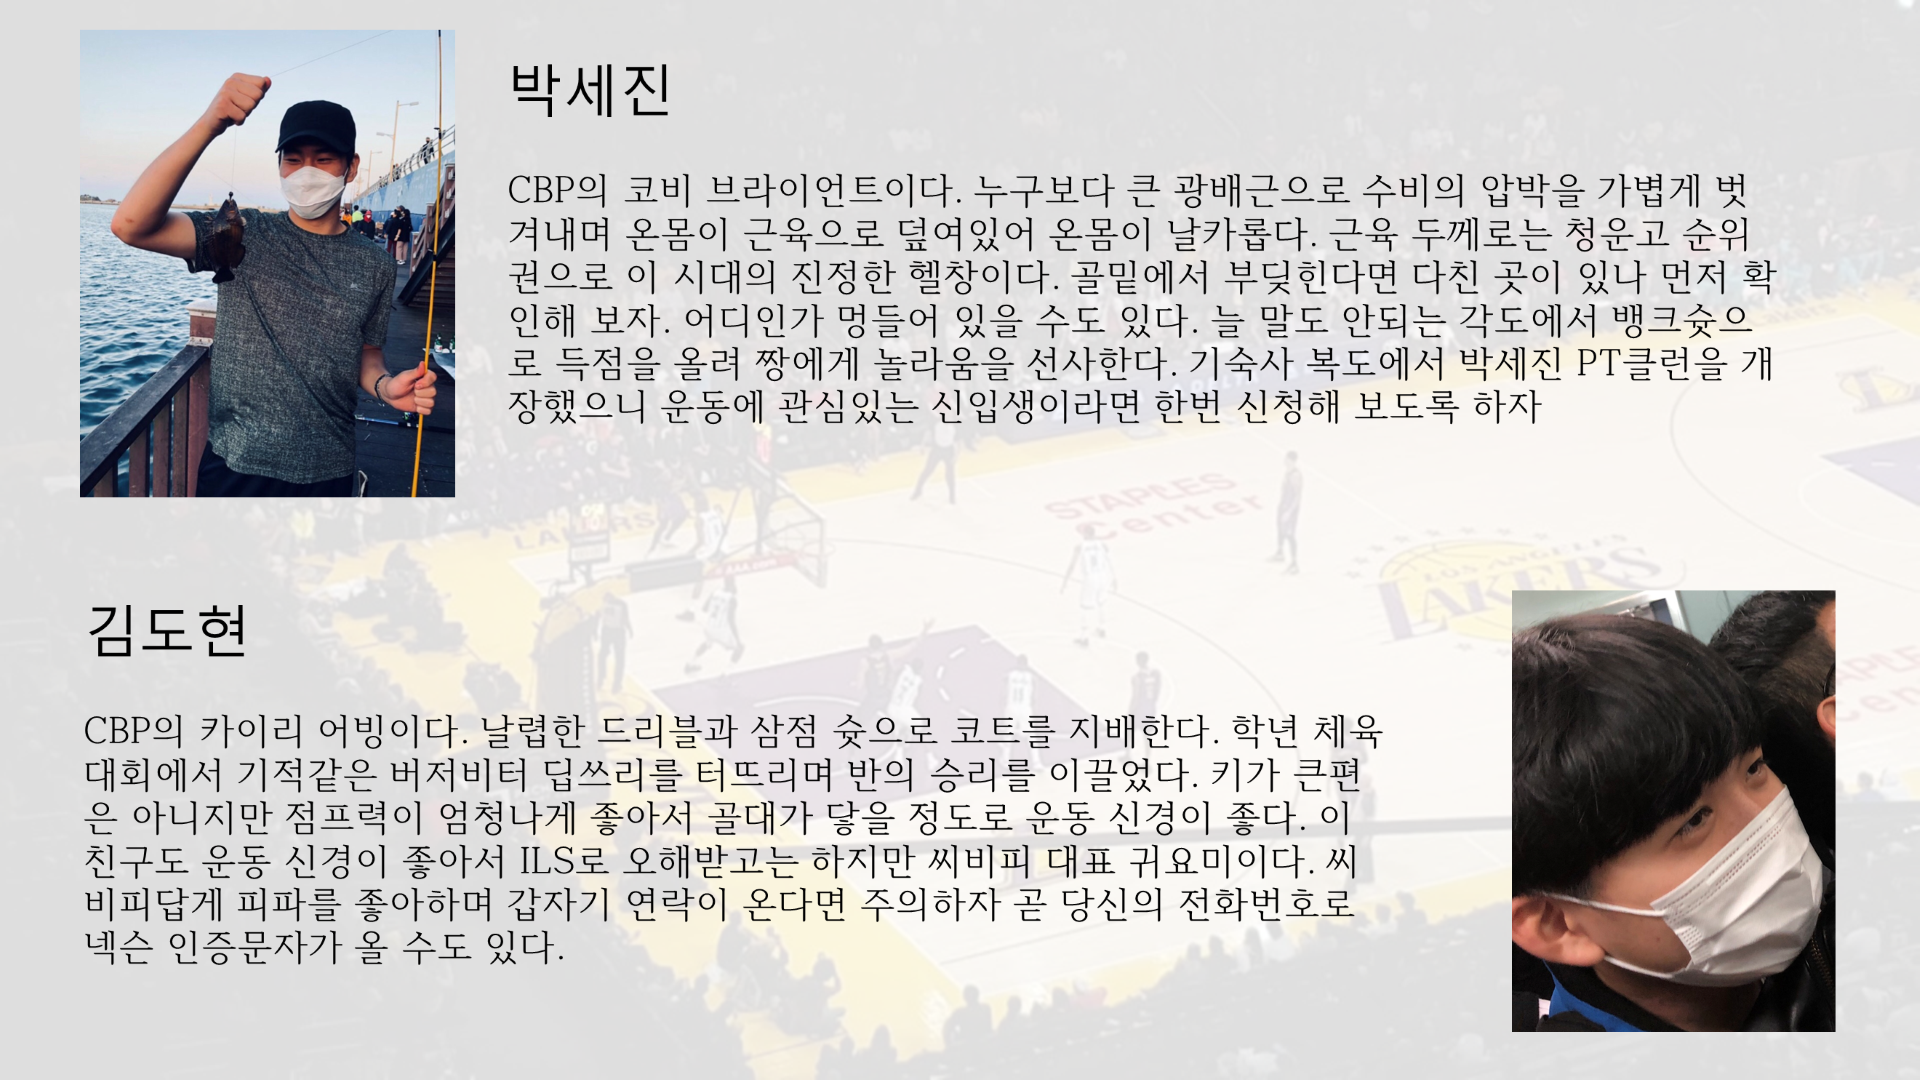 박세진
CBP의 코비 브라이언트이다. 누구보다 큰 광배근으로 수비의 압박을 가볍게 벗
겨내며 온몸이 근육으로 덮여있어 온몸이 날카롭다. 근육 두께로는 청운고 순위
권으로 이 시대의 진정한 헬창이다. 골밑에서 부딪힌다면 다친 곳이 있나 먼저 확
인해 보자. 어디인가 멍들어 있을 수도 있다. 늘 말도 안되는 각도에서 뱅크슛으
로 득점을 올려 짱에게 놀라움을 선사한다. 기숙사 복도에서 박세진 PT클런을 개
장했으니 운동에 관심있는 신입생이라면 한번 신청해 보도록 하자
STAPLES
Center
LOS ANGELES
LAKERS
김도현
CBP의 카이리 어빙이다. 날렵한 드리블과 삼점 슛으로 코트를 지배한다. 학년 체육
대회에서 기적같은 버저비터 딥쓰리를 터뜨리며 반의 승리를 이끌었다. 키가 큰편
은 아니지만 점프력이 엄청나게 좋아서 골대가 닿을 정도로 운동 신경이 좋다. 이
친구도 운동 신경이 좋아서 ILS로 오해받고는 하지만 씨비피 대표 귀요미이다. 씨
비피답게 피파를 좋아하며 갑자기 연락이 온다면 주의하자 곧 당신의 전화번호로
넥슨 인증문자가 올 수도 있다.